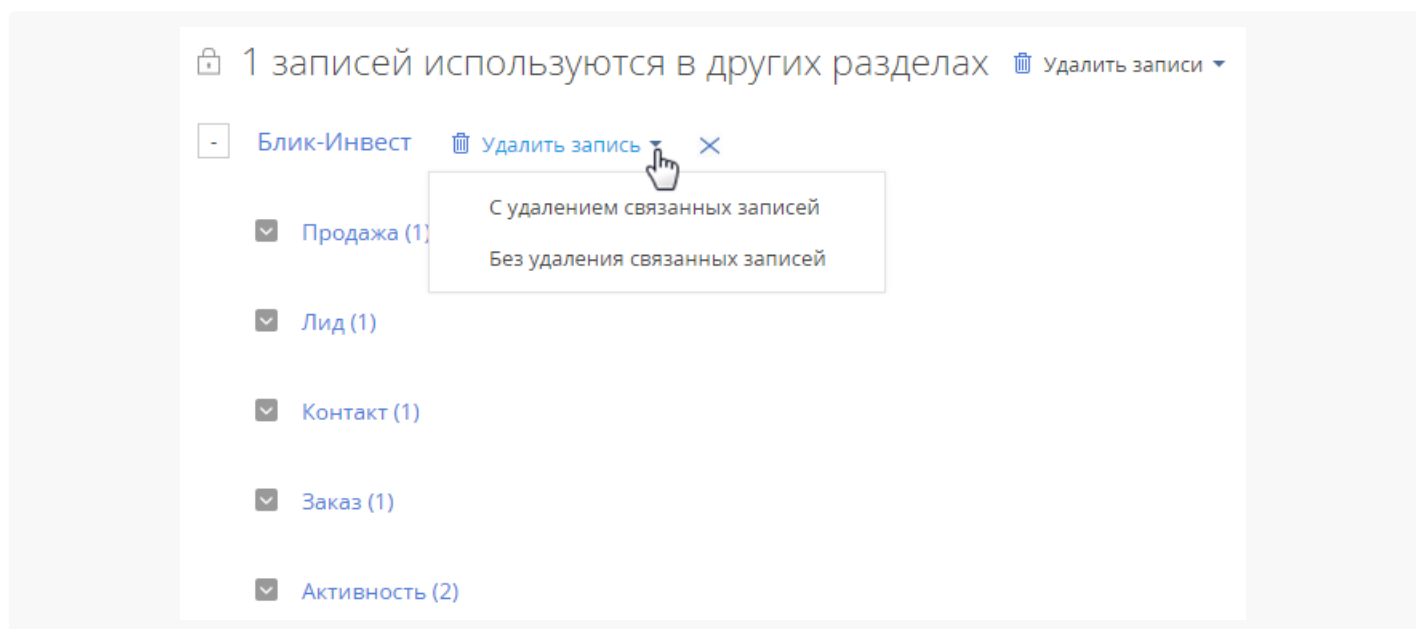 1 записей используются в других разделах Удалить записи
- Блик-Инвест Удалить запись
С удалением связанных записей
Продажа (1)
Без удаления связанных записей
Лид (1)
Контакт (1)
Заказ (1)
Активность (2)